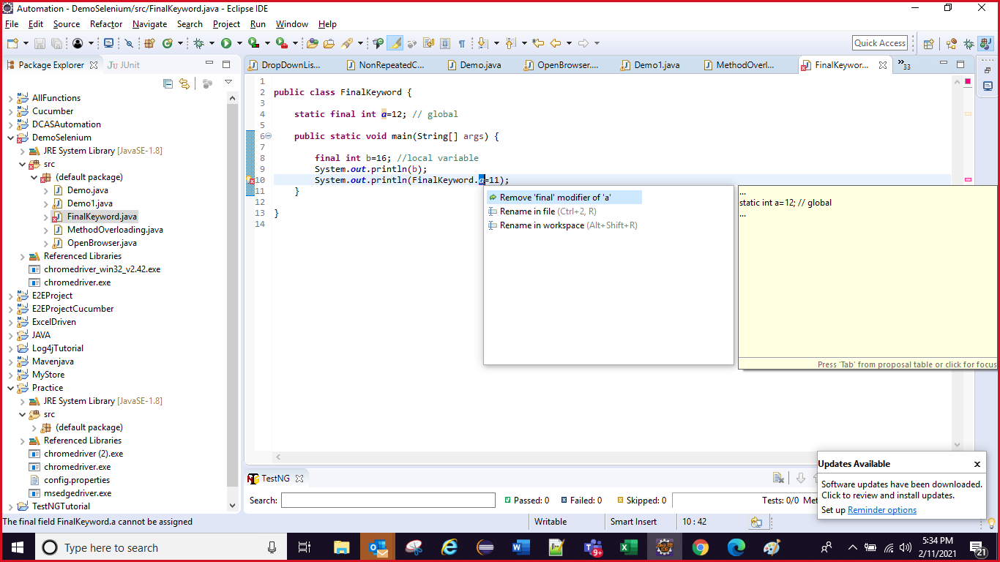 Automation - DemoSelenium/src/FinalKeyword.java - Eclipse IDE
File Edit Source Refactor Navigate Search Project Run Window Help
Quick Access
Package Explorer
JUnit
DropDownLis...
NonRepeatedC...
Demo.java
OpenBrowser....
Demo1.java
MethodOverl...
FinalKeywor...
»33
AllFunctions
Cucumber
DCASAutomation
DemoSelenium
JRE System Library [JavaSE-1.8]
src
(default package)
Demo.java
Demo1.java
FinalKeyword.java
MethodOverloading.java
OpenBrowser.java
Referenced Libraries
chromedriver_win32_v2.42.exe
chromedriver.exe
E2EProject
E2EProjectCucumber
ExcelDriven
JAVA
Log4jTutorial
Mavenjava
MyStore
Practice
JRE System Library [JavaSE-1.8]
src
(default package)
Referenced Libraries
chromedriver (2).exe
chromedriver.exe
config.properties
msedgedriver.exe
TestNGTutorial
1
2 public class FinalKeyword {
3
4 static final int a=12; // global
5
6 public static void main(String[] args) {
7
8 final int b=16; //local variable
9 System.out.println(b);
10 System.out.println(FinalKeyword.a=11);
11 }
12
13 }
14
Remove 'final' modifier of 'a'
Rename in file (Ctrl+2, R)
Rename in workspace (Alt+Shift+R)
...
static int a=12; // global
...
Press 'Tab' from proposal table or click for focus
TestNG
Search:
Passed: 0
Failed: 0
Skipped: 0
Tests: 0/0 Met
Updates Available
Software updates have been downloaded.
Click to review and install updates.
Set up Reminder options
The final field FinalKeyword.a cannot be assigned
Writable
Smart Insert
10 : 42
Type here to search
9+
5:34 PM
2/11/2021
21